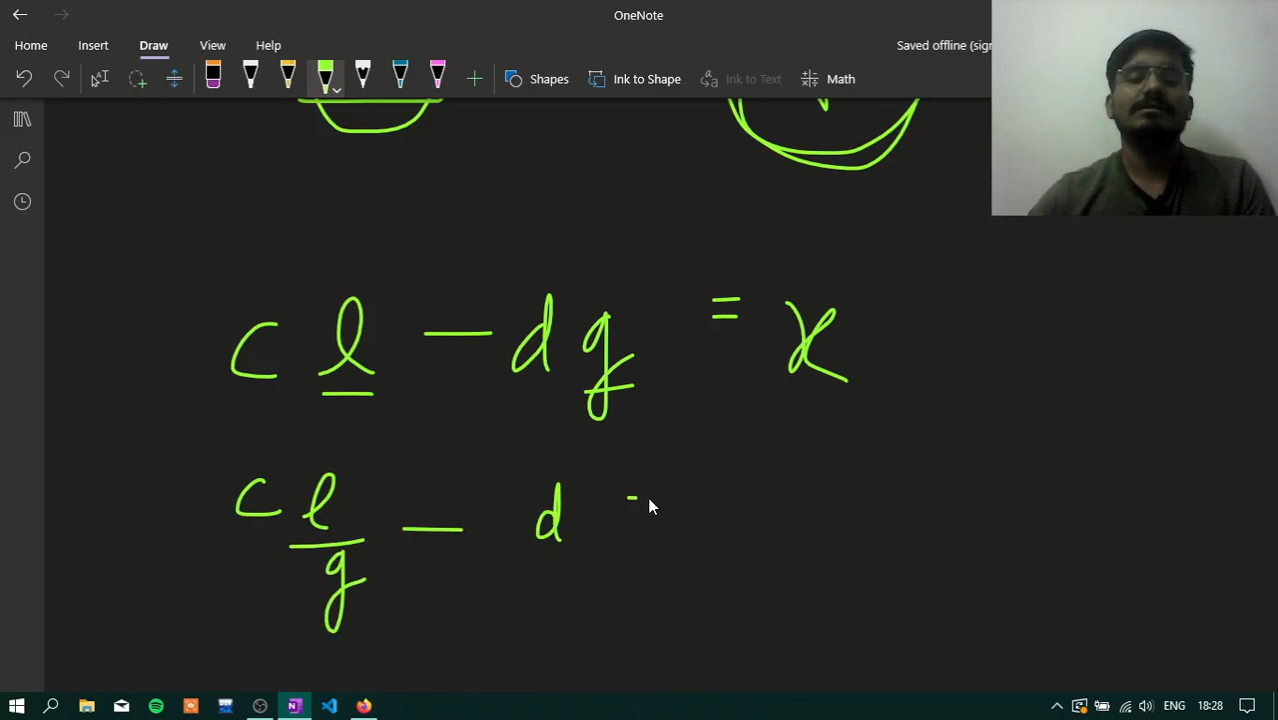 OneNote
Home Insert Draw View Help Saved offline (sign
Shapes Ink to Shape Ink to Text Math
c l — d g = x
c l/g — d -
ENG 18:28